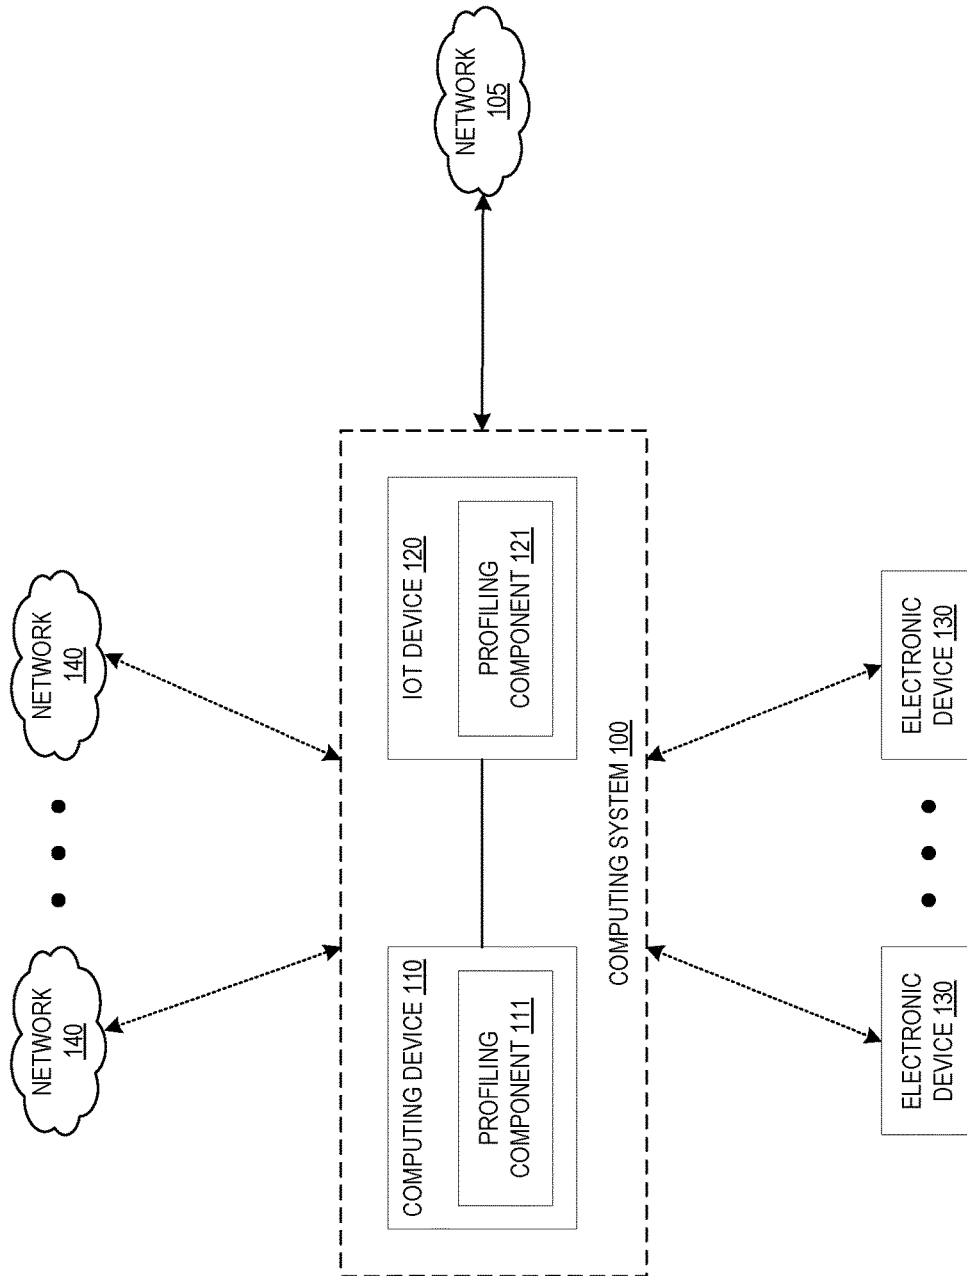 NETWORK
140
NETWORK
140
COMPUTING DEVICE 110
PROFILING
COMPONENT 111
IOT DEVICE 120
PROFILING
COMPONENT 121
COMPUTING SYSTEM 100
NETWORK
105
ELECTRONIC
DEVICE 130
ELECTRONIC
DEVICE 130